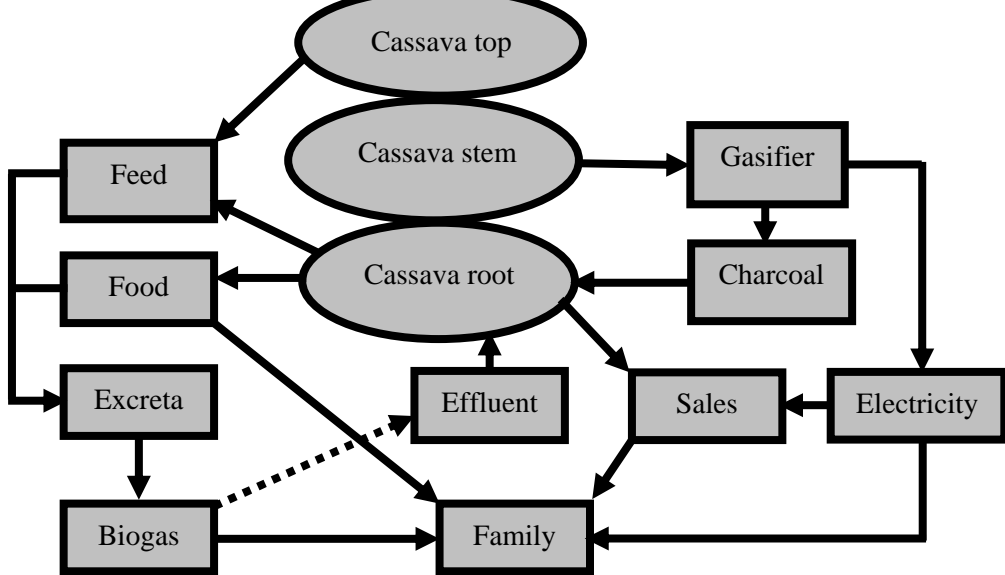 Cassava top
Cassava stem
Gasifier
Feed
Cassava root
Charcoal
Food
Excreta
Effluent
Sales
Electricity
Biogas
Family